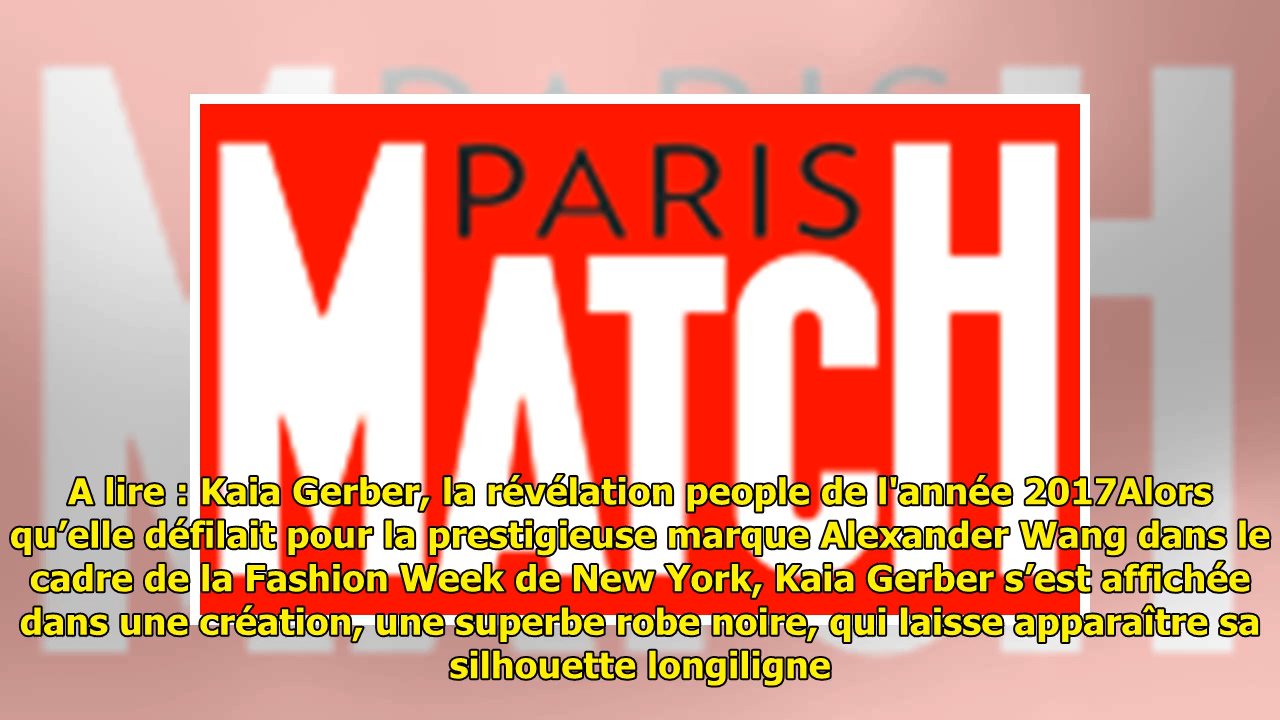 PARIS
MATCH
A lire : Kaia Gerber, la révélation people de l'année 2017Alors
qu’elle défilait pour la prestigieuse marque Alexander Wang dans le
cadre de la Fashion Week de New York, Kaia Gerber s’est affichée
dans une création, une superbe robe noire, qui laisse apparaître sa
silhouette longiligne